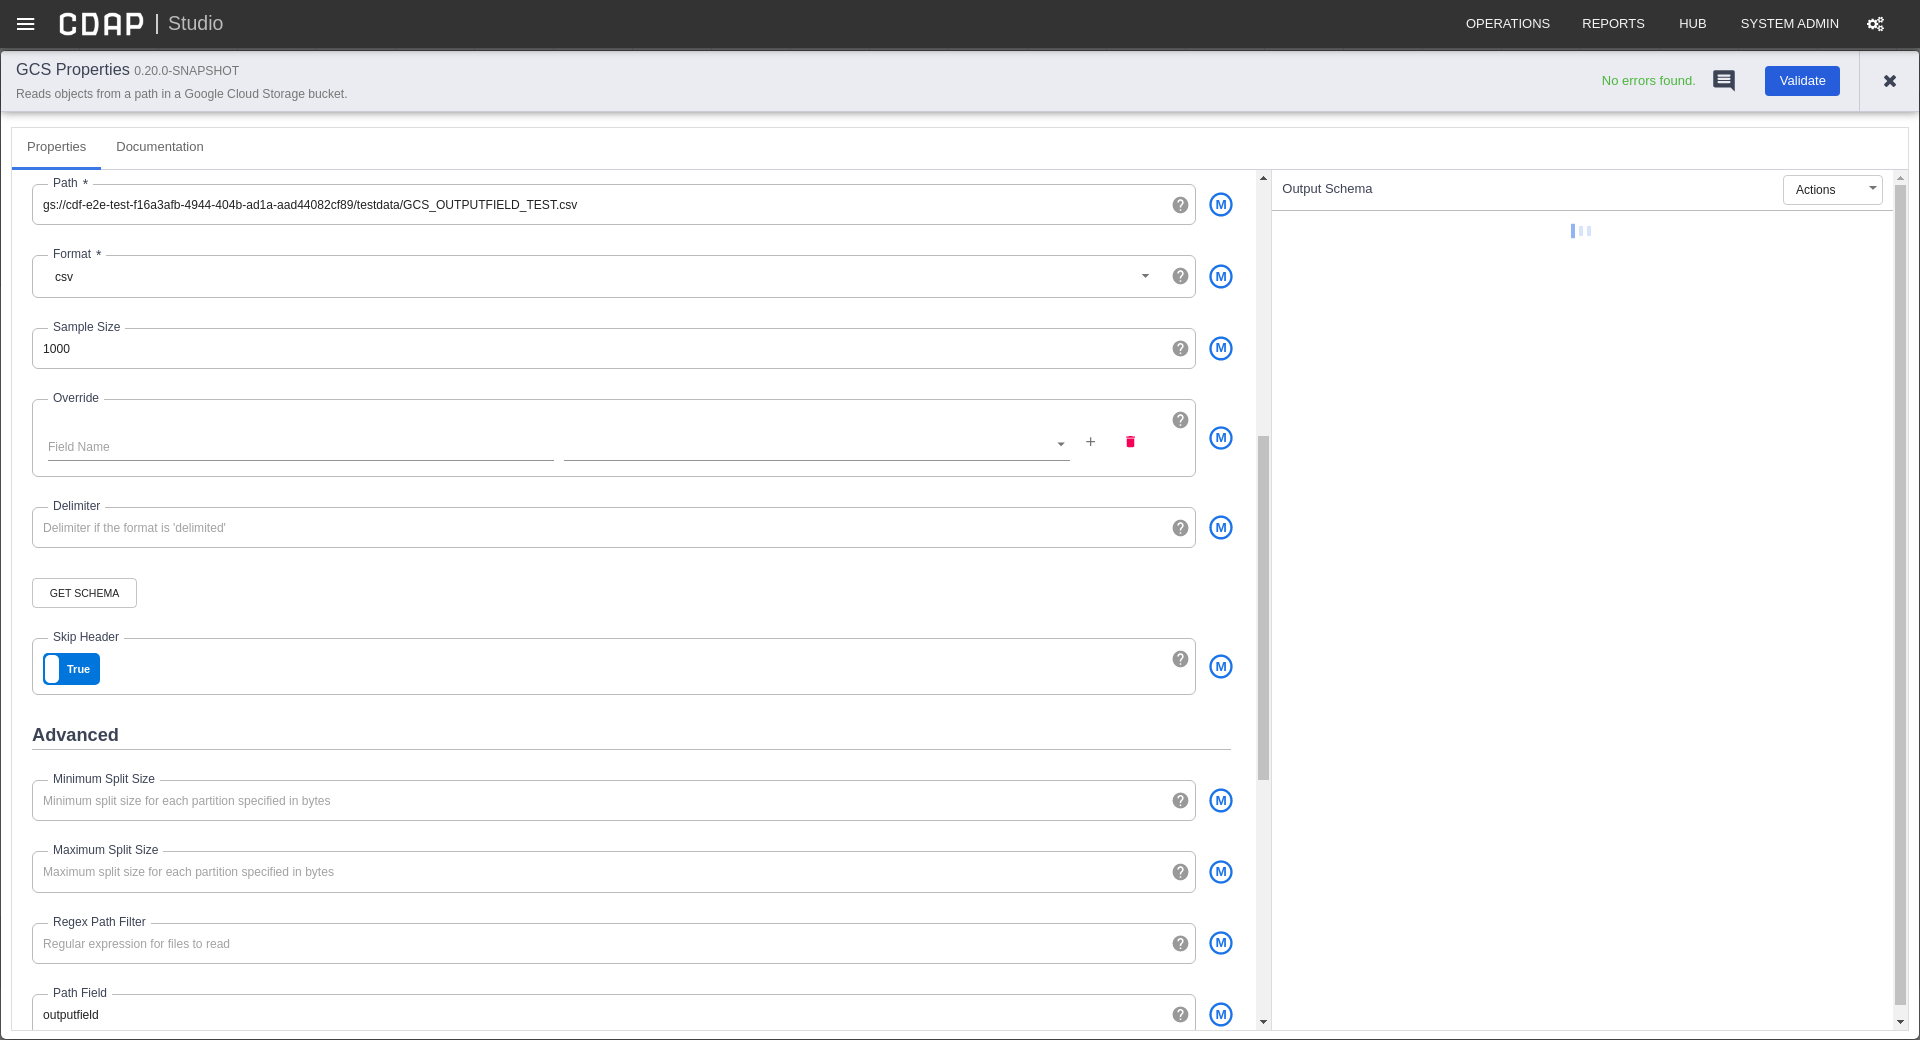 CDAP | Studio
OPERATIONS REPORTS HUB SYSTEM ADMIN
GCS Properties 0.20.0-SNAPSHOT
Reads objects from a path in a Google Cloud Storage bucket.
No errors found.
Validate
Properties Documentation
Path *
gs://cdf-e2e-test-f16a3afb-4944-404b-ad1a-aad44082cf89/testdata/GCS_OUTPUTFIELD_TEST.csv
M
Format *
csv
M
Sample Size
1000
M
Override
Field Name
M
Delimiter
Delimiter if the format is 'delimited'
M
GET SCHEMA
Skip Header
True
M
Advanced
Minimum Split Size
Minimum split size for each partition specified in bytes
M
Maximum Split Size
Maximum split size for each partition specified in bytes
M
Regex Path Filter
Regular expression for files to read
M
Path Field
outputfield
M
Output Schema
Actions